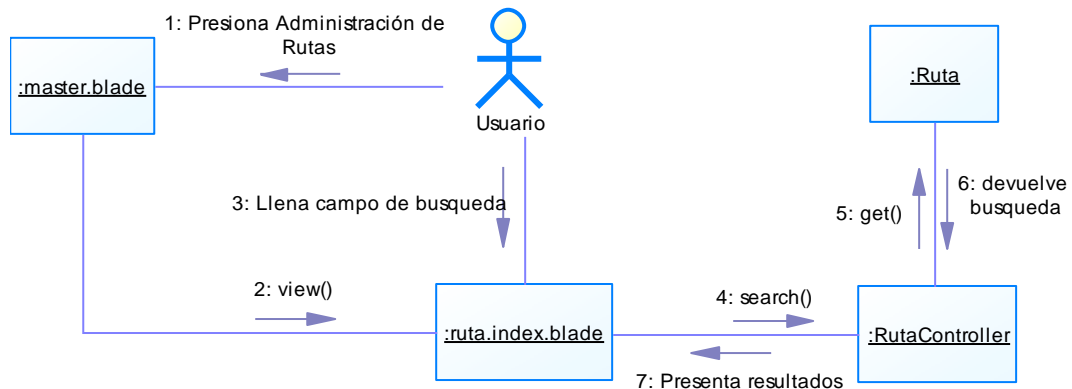 1: Presiona Administración de
Rutas
:master.blade
Usuario
:Ruta
3: Llena campo de busqueda
5: get()
6: devuelve
busqueda
2: view()
:ruta.index.blade
4: search()
:RutaController
7: Presenta resultados